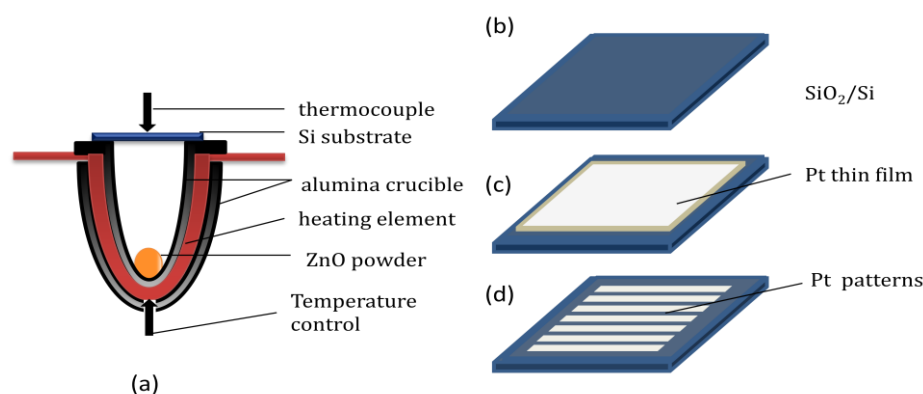 thermocouple
Si substrate
alumina crucible
heating element
ZnO powder
Temperature
control
(a)
(b)
SiO₂/Si
(c)
Pt thin film
(d)
Pt patterns